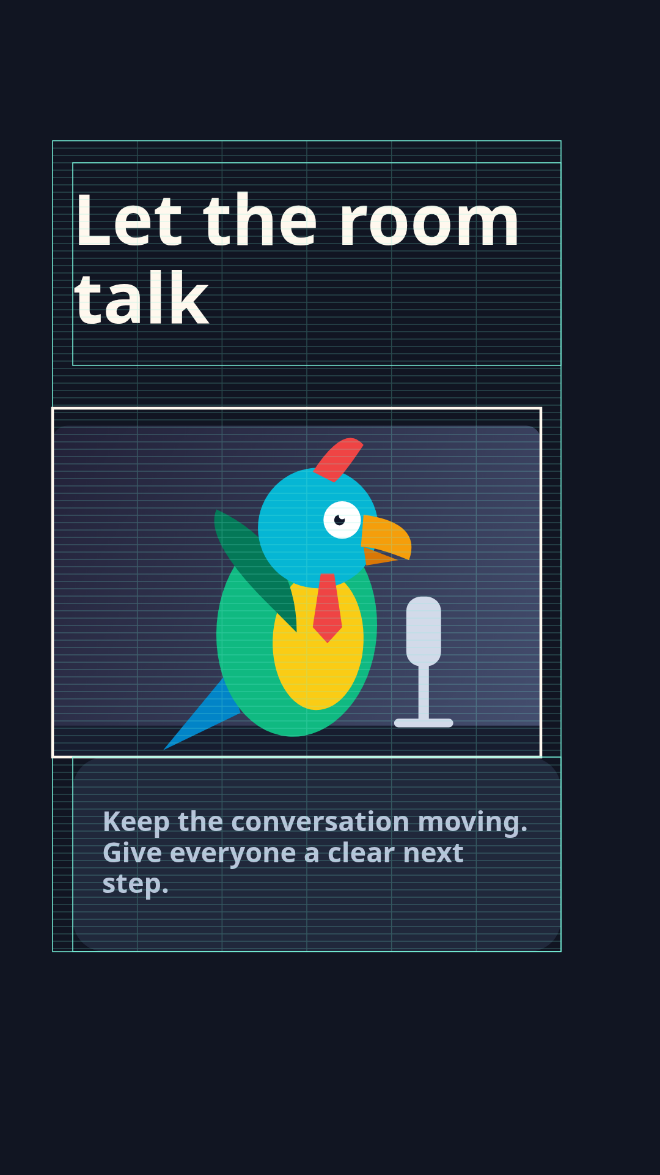 Let the room
talk
Keep the conversation moving.
Give everyone a clear next
step.